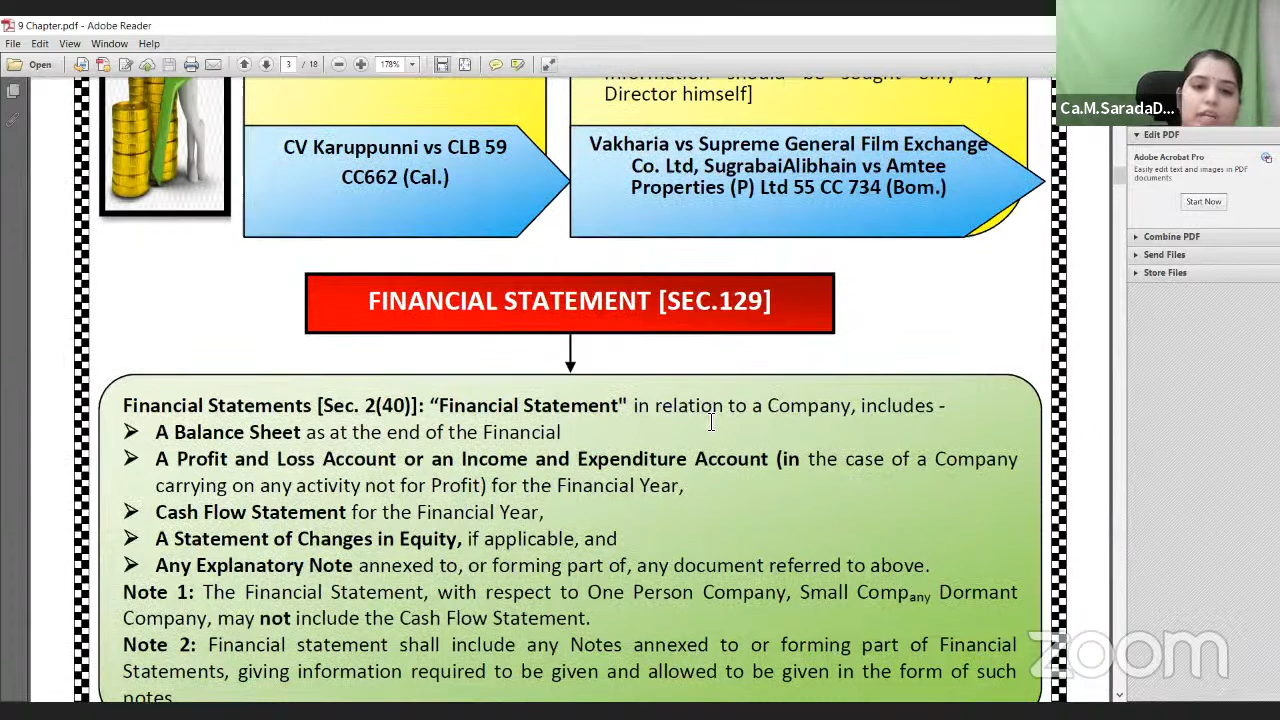 9 Chapter.pdf - Adobe Reader
File Edit View Window Help
Open 3 / 18 178%
Director himself]
CV Karuppunni vs CLB 59
CC662 (Cal.)
Vakharia vs Supreme General Film Exchange
Co. Ltd, SugrabaiAlibhain vs Amtee
Properties (P) Ltd 55 CC 734 (Bom.)
FINANCIAL STATEMENT [SEC.129]
Financial Statements [Sec. 2(40)]: “Financial Statement" in relation to a Company, includes -
➢ A Balance Sheet as at the end of the Financial
➢ A Profit and Loss Account or an Income and Expenditure Account (in the case of a Company
carrying on any activity not for Profit) for the Financial Year,
➢ Cash Flow Statement for the Financial Year,
➢ A Statement of Changes in Equity, if applicable, and
➢ Any Explanatory Note annexed to, or forming part of, any document referred to above.
Note 1: The Financial Statement, with respect to One Person Company, Small Company Dormant
Company, may not include the Cash Flow Statement.
Note 2: Financial statement shall include any Notes annexed to or forming part of Financial
Statements, giving information required to be given and allowed to be given in the form of such
notes
Ca.M.SaradaD...
Edit PDF
Adobe Acrobat Pro
Easily edit text and images in PDF
documents
Start Now
Combine PDF
Send Files
Store Files
zoom